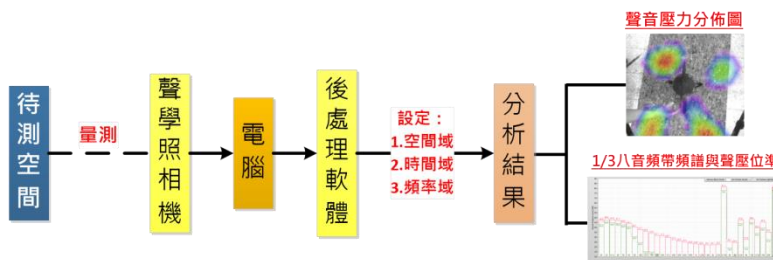 聲音壓力分佈圖
待測空間
量測
聲學照相機
電腦
後處理軟體
設定：
1.空間域
2.時間域
3.頻率域
分析結果
1/3八音頻帶頻譜與聲壓位準